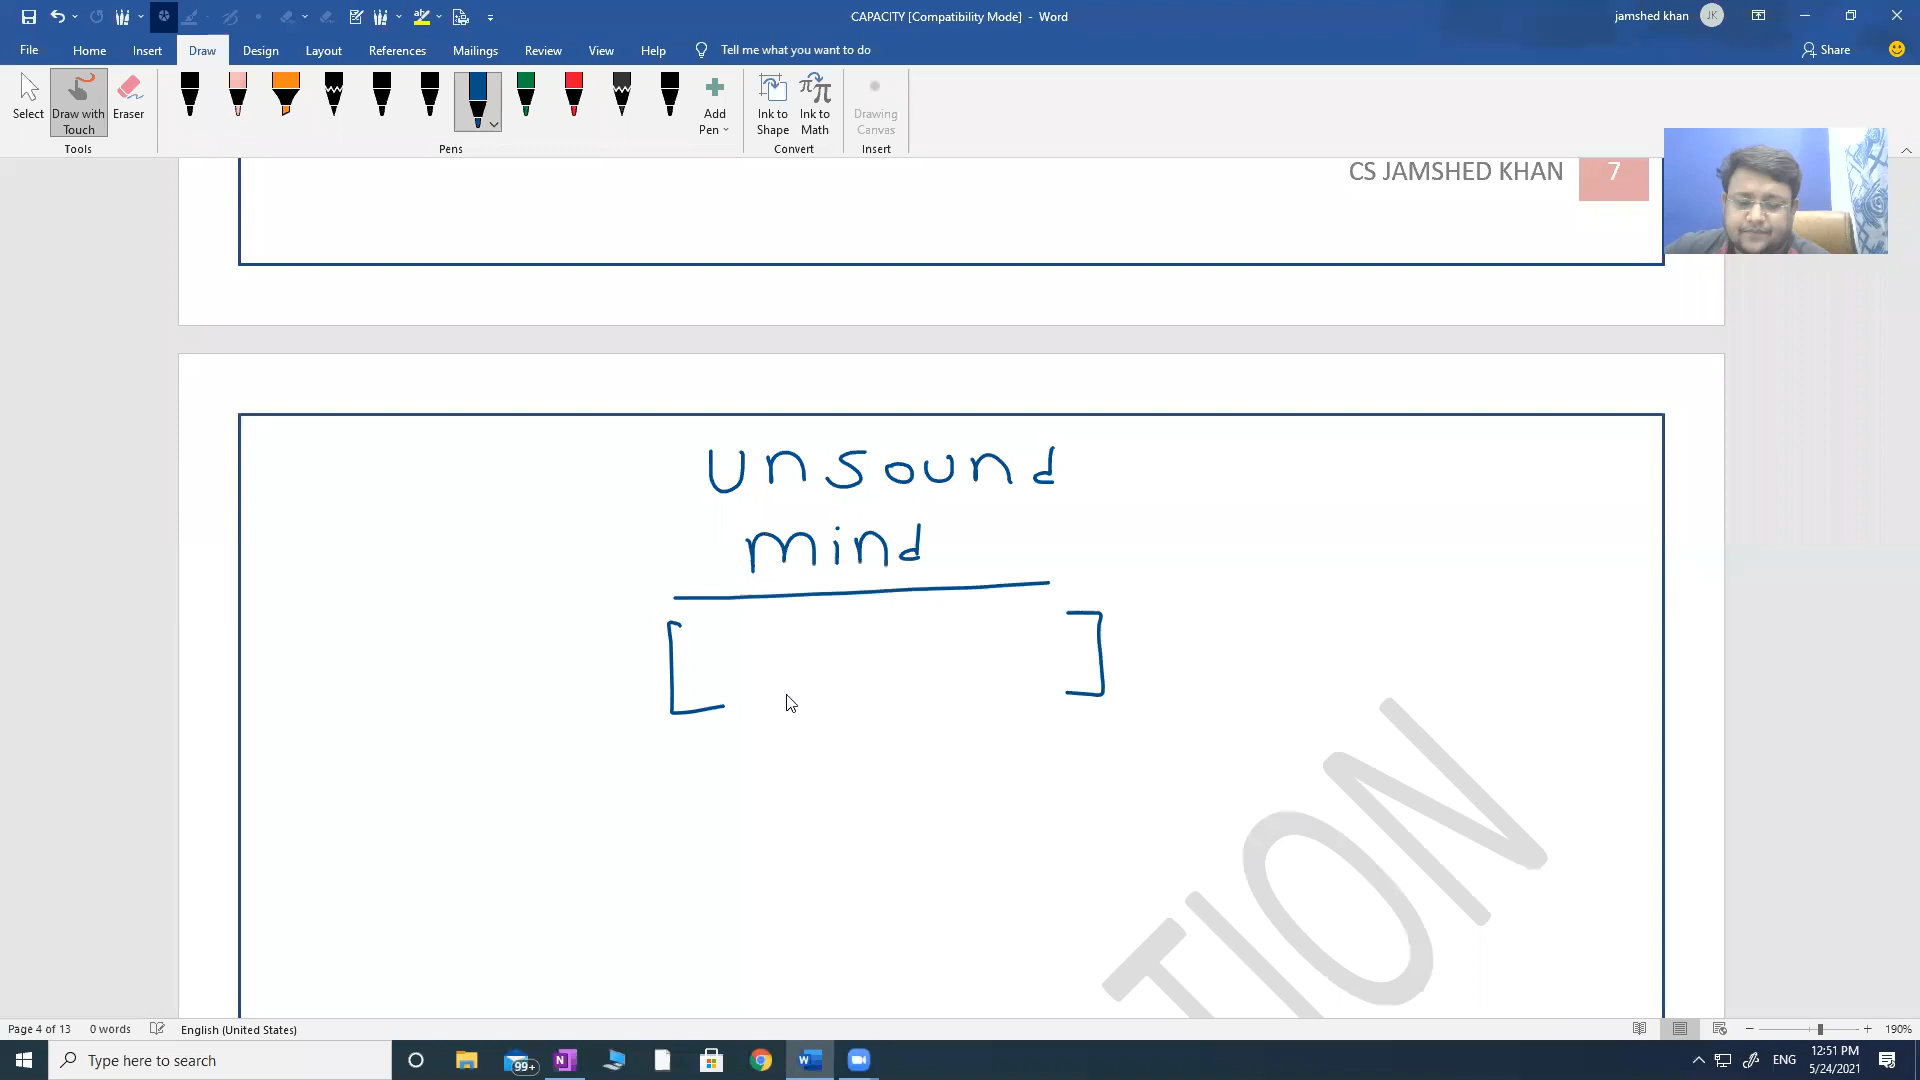 CAPACITY [Compatibility Mode] - Word
jamshed khan JK
File Home Insert Draw Design Layout References Mailings Review View Help Tell me what you want to do Share
Select Draw with Touch Eraser Add Pen Ink to Shape Ink to Math Drawing Canvas
Tools Pens Convert Insert
CS JAMSHED KHAN 7
unsound
mind
TION
Page 4 of 13 0 words English (United States) 190%
Type here to search 99+ ENG 12:51 PM
5/24/2021